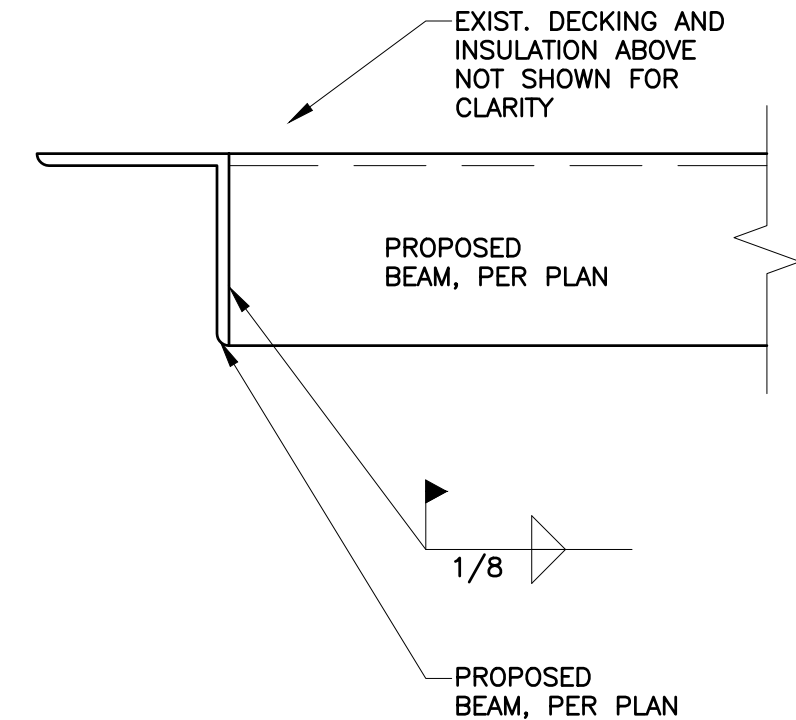 EXIST. DECKING AND
INSULATION ABOVE
NOT SHOWN FOR
CLARITY
PROPOSED
BEAM, PER PLAN
1/8
PROPOSED
BEAM, PER PLAN